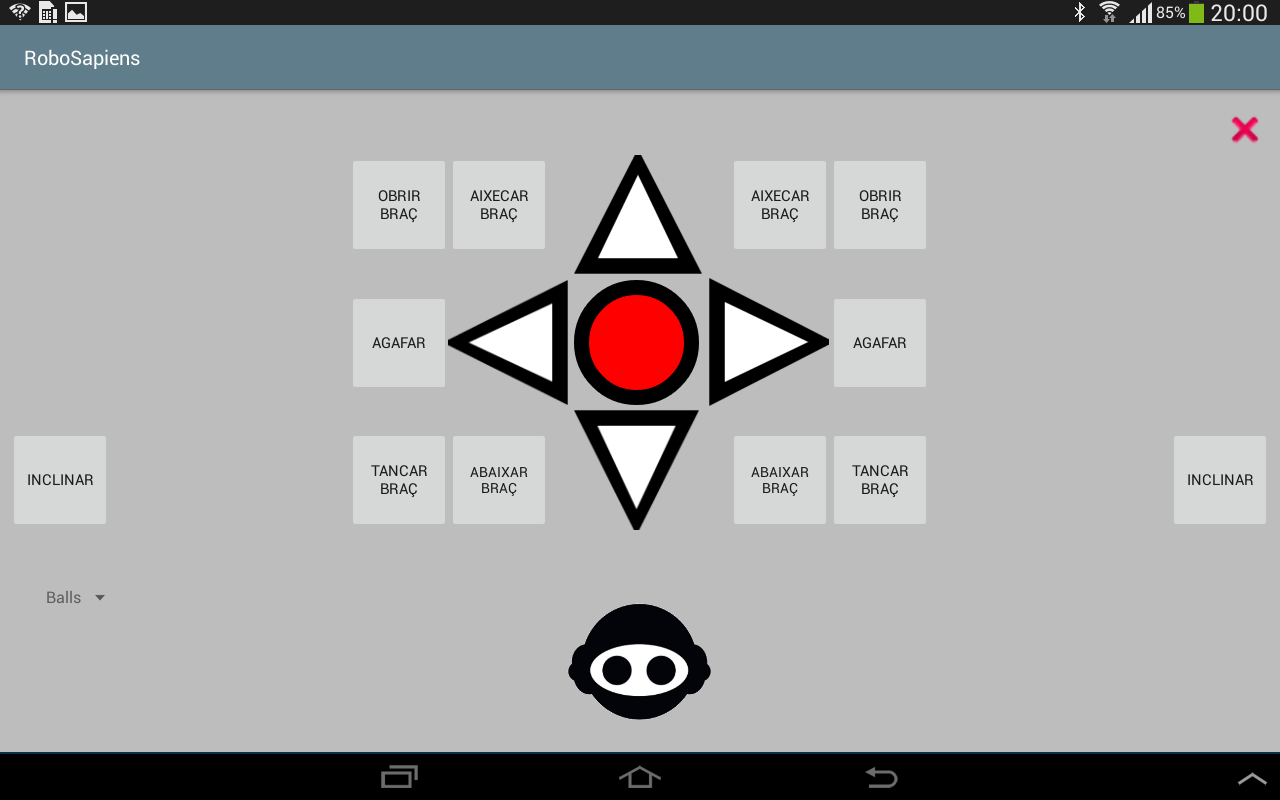 85% 20:00
RoboSapiens
OBRIR
BRAÇ
AIXECAR
BRAÇ
AIXECAR
BRAÇ
OBRIR
BRAÇ
AGAFAR
AGAFAR
INCLINAR
TANCAR
BRAÇ
ABAIXAR
BRAÇ
ABAIXAR
BRAÇ
TANCAR
BRAÇ
INCLINAR
Balls